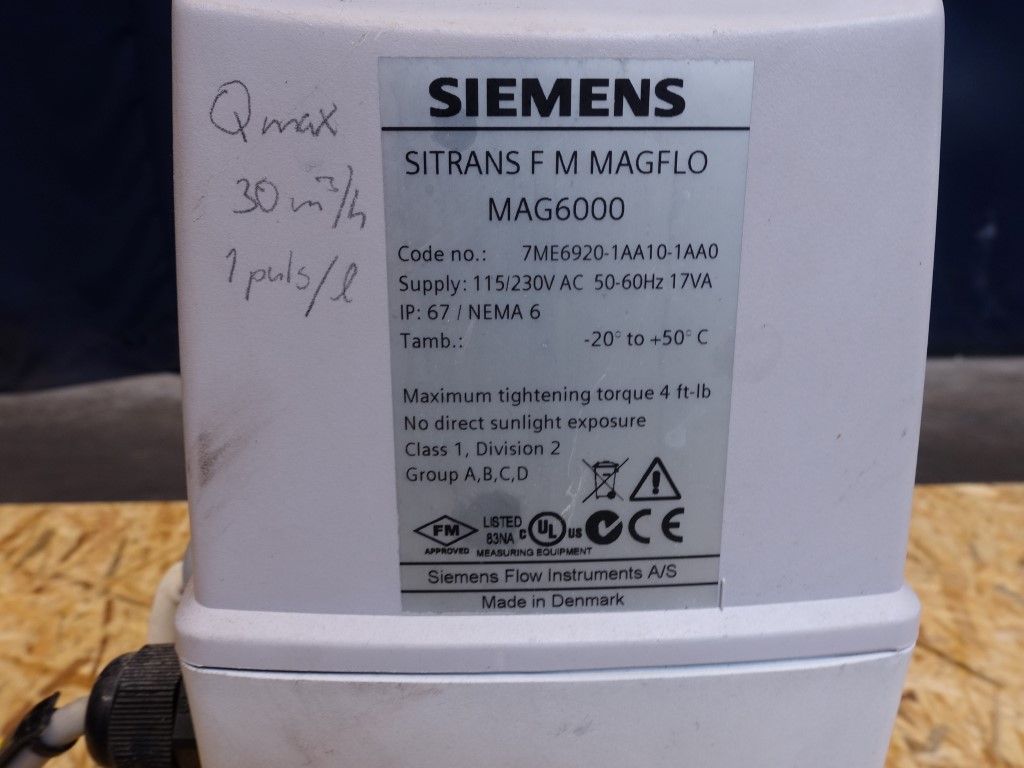 Qmax
30 m³/h
1 puls/l
SIEMENS
SITRANS F M MAGFLO
MAG6000
Code no.: 7ME6920-1AA10-1AA0
Supply: 115/230V AC 50-60Hz 17VA
IP: 67 / NEMA 6
Tamb.: -20° to +50° C
Maximum tightening torque 4 ft-lb
No direct sunlight exposure
Class 1, Division 2
Group A,B,C,D
FM
APPROVED
LISTED
83NA
C UL US
CE
MEASURING EQUIPMENT
Siemens Flow Instruments A/S
Made in Denmark